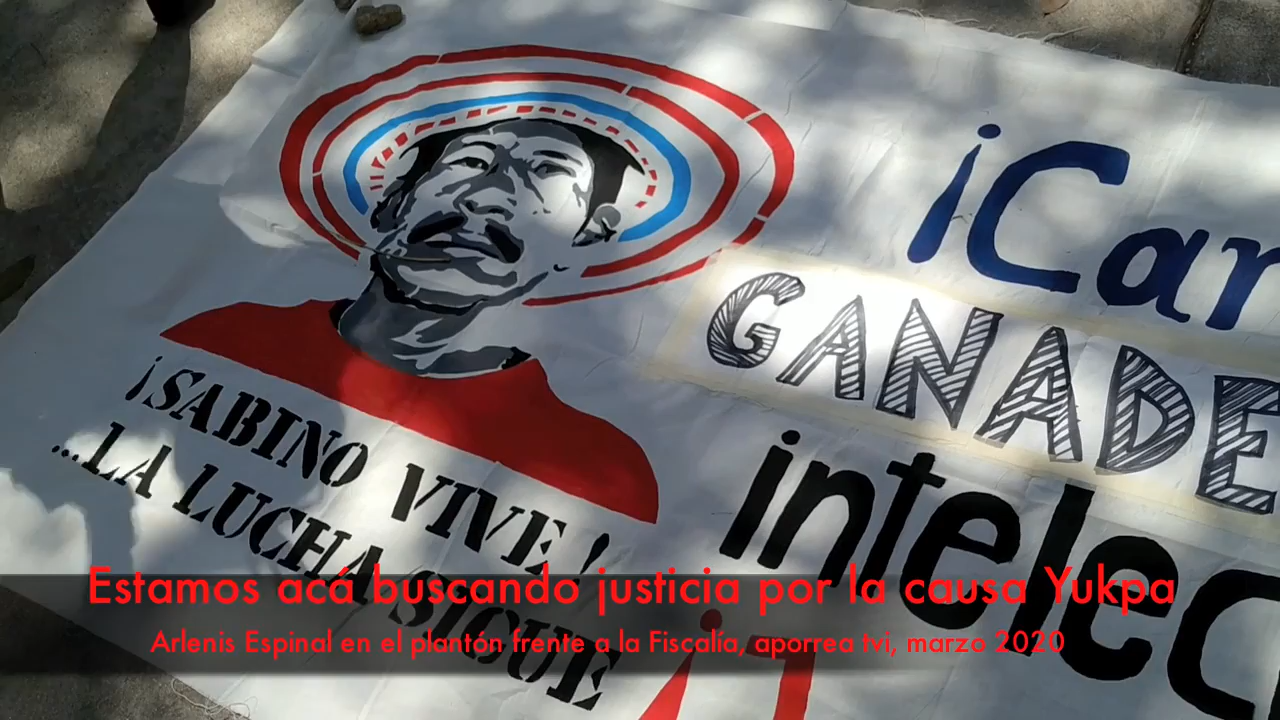 ¡Car
GANADE
intelec
¡SABINO VIVE!
...LA LUCHA SIGUE
Estamos acá buscando justicia por la causa Yukpa
Arlenis Espinal en el plantón frente a la Fiscalía, aporrea tvi, marzo 2020